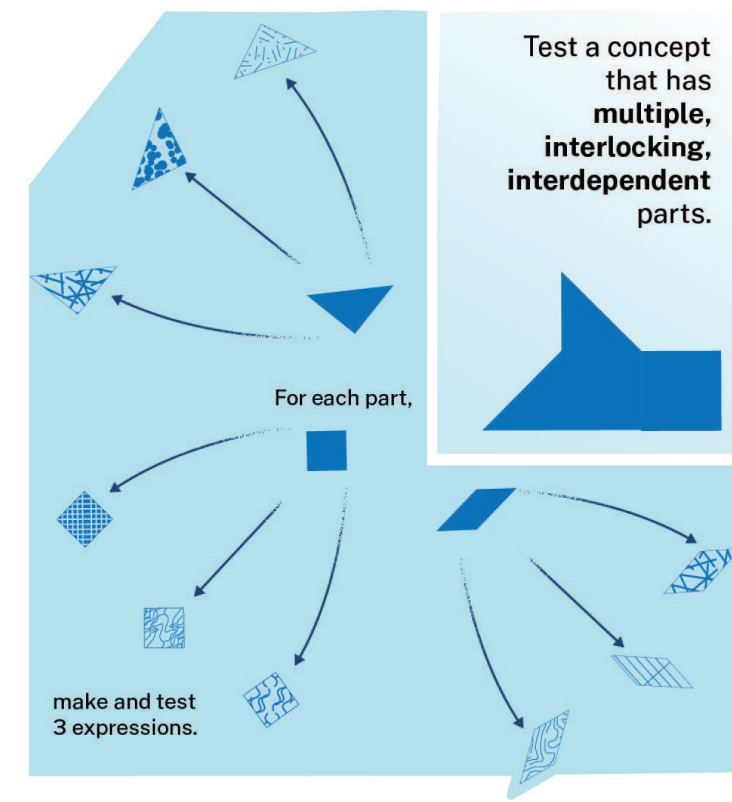 Test a concept
that has
multiple,
interlocking,
interdependent
parts.
For each part,
make and test
3 expressions.